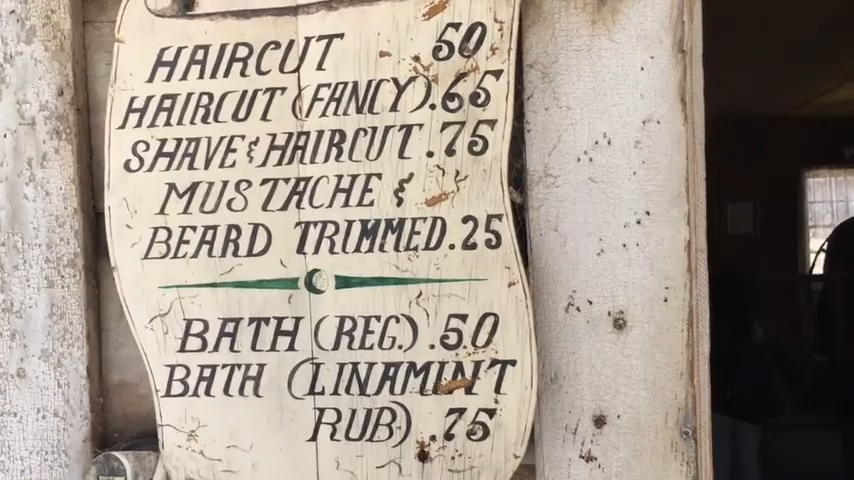 HAIRCUT 50
HAIRCUT (FANCY) .65
SHAVE & HAIRCUT .75
MUSTACHE &
BEARD TRIMMED .25
BATH (REG.) .50
BATH (LINAMINT
RUB) .75